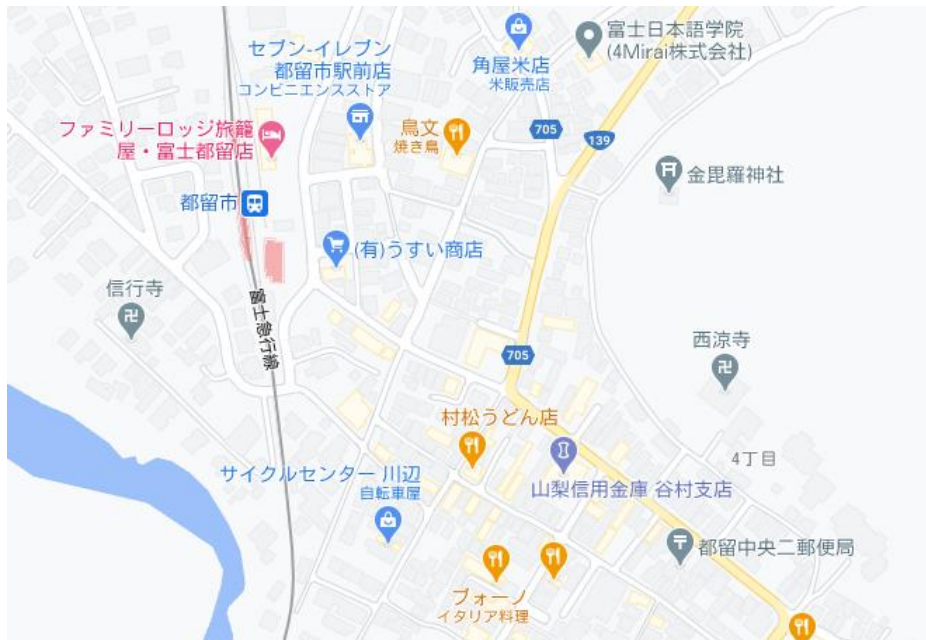 富士日本語学院
(4Mirai株式会社)
セブン-イレブン
都留市駅前店
コンビニエンスストア
角屋米店
米販売店
ファミリーロッジ旅籠
屋・富士都留店
鳥文
焼き鳥
705
139
金毘羅神社
都留市
(有)うすい商店
信行寺
富士急行線
705
西涼寺
村松うどん店
4丁目
サイクルセンター 川辺
自転車屋
山梨信用金庫 谷村支店
都留中央二郵便局
ブォーノ
イタリア料理